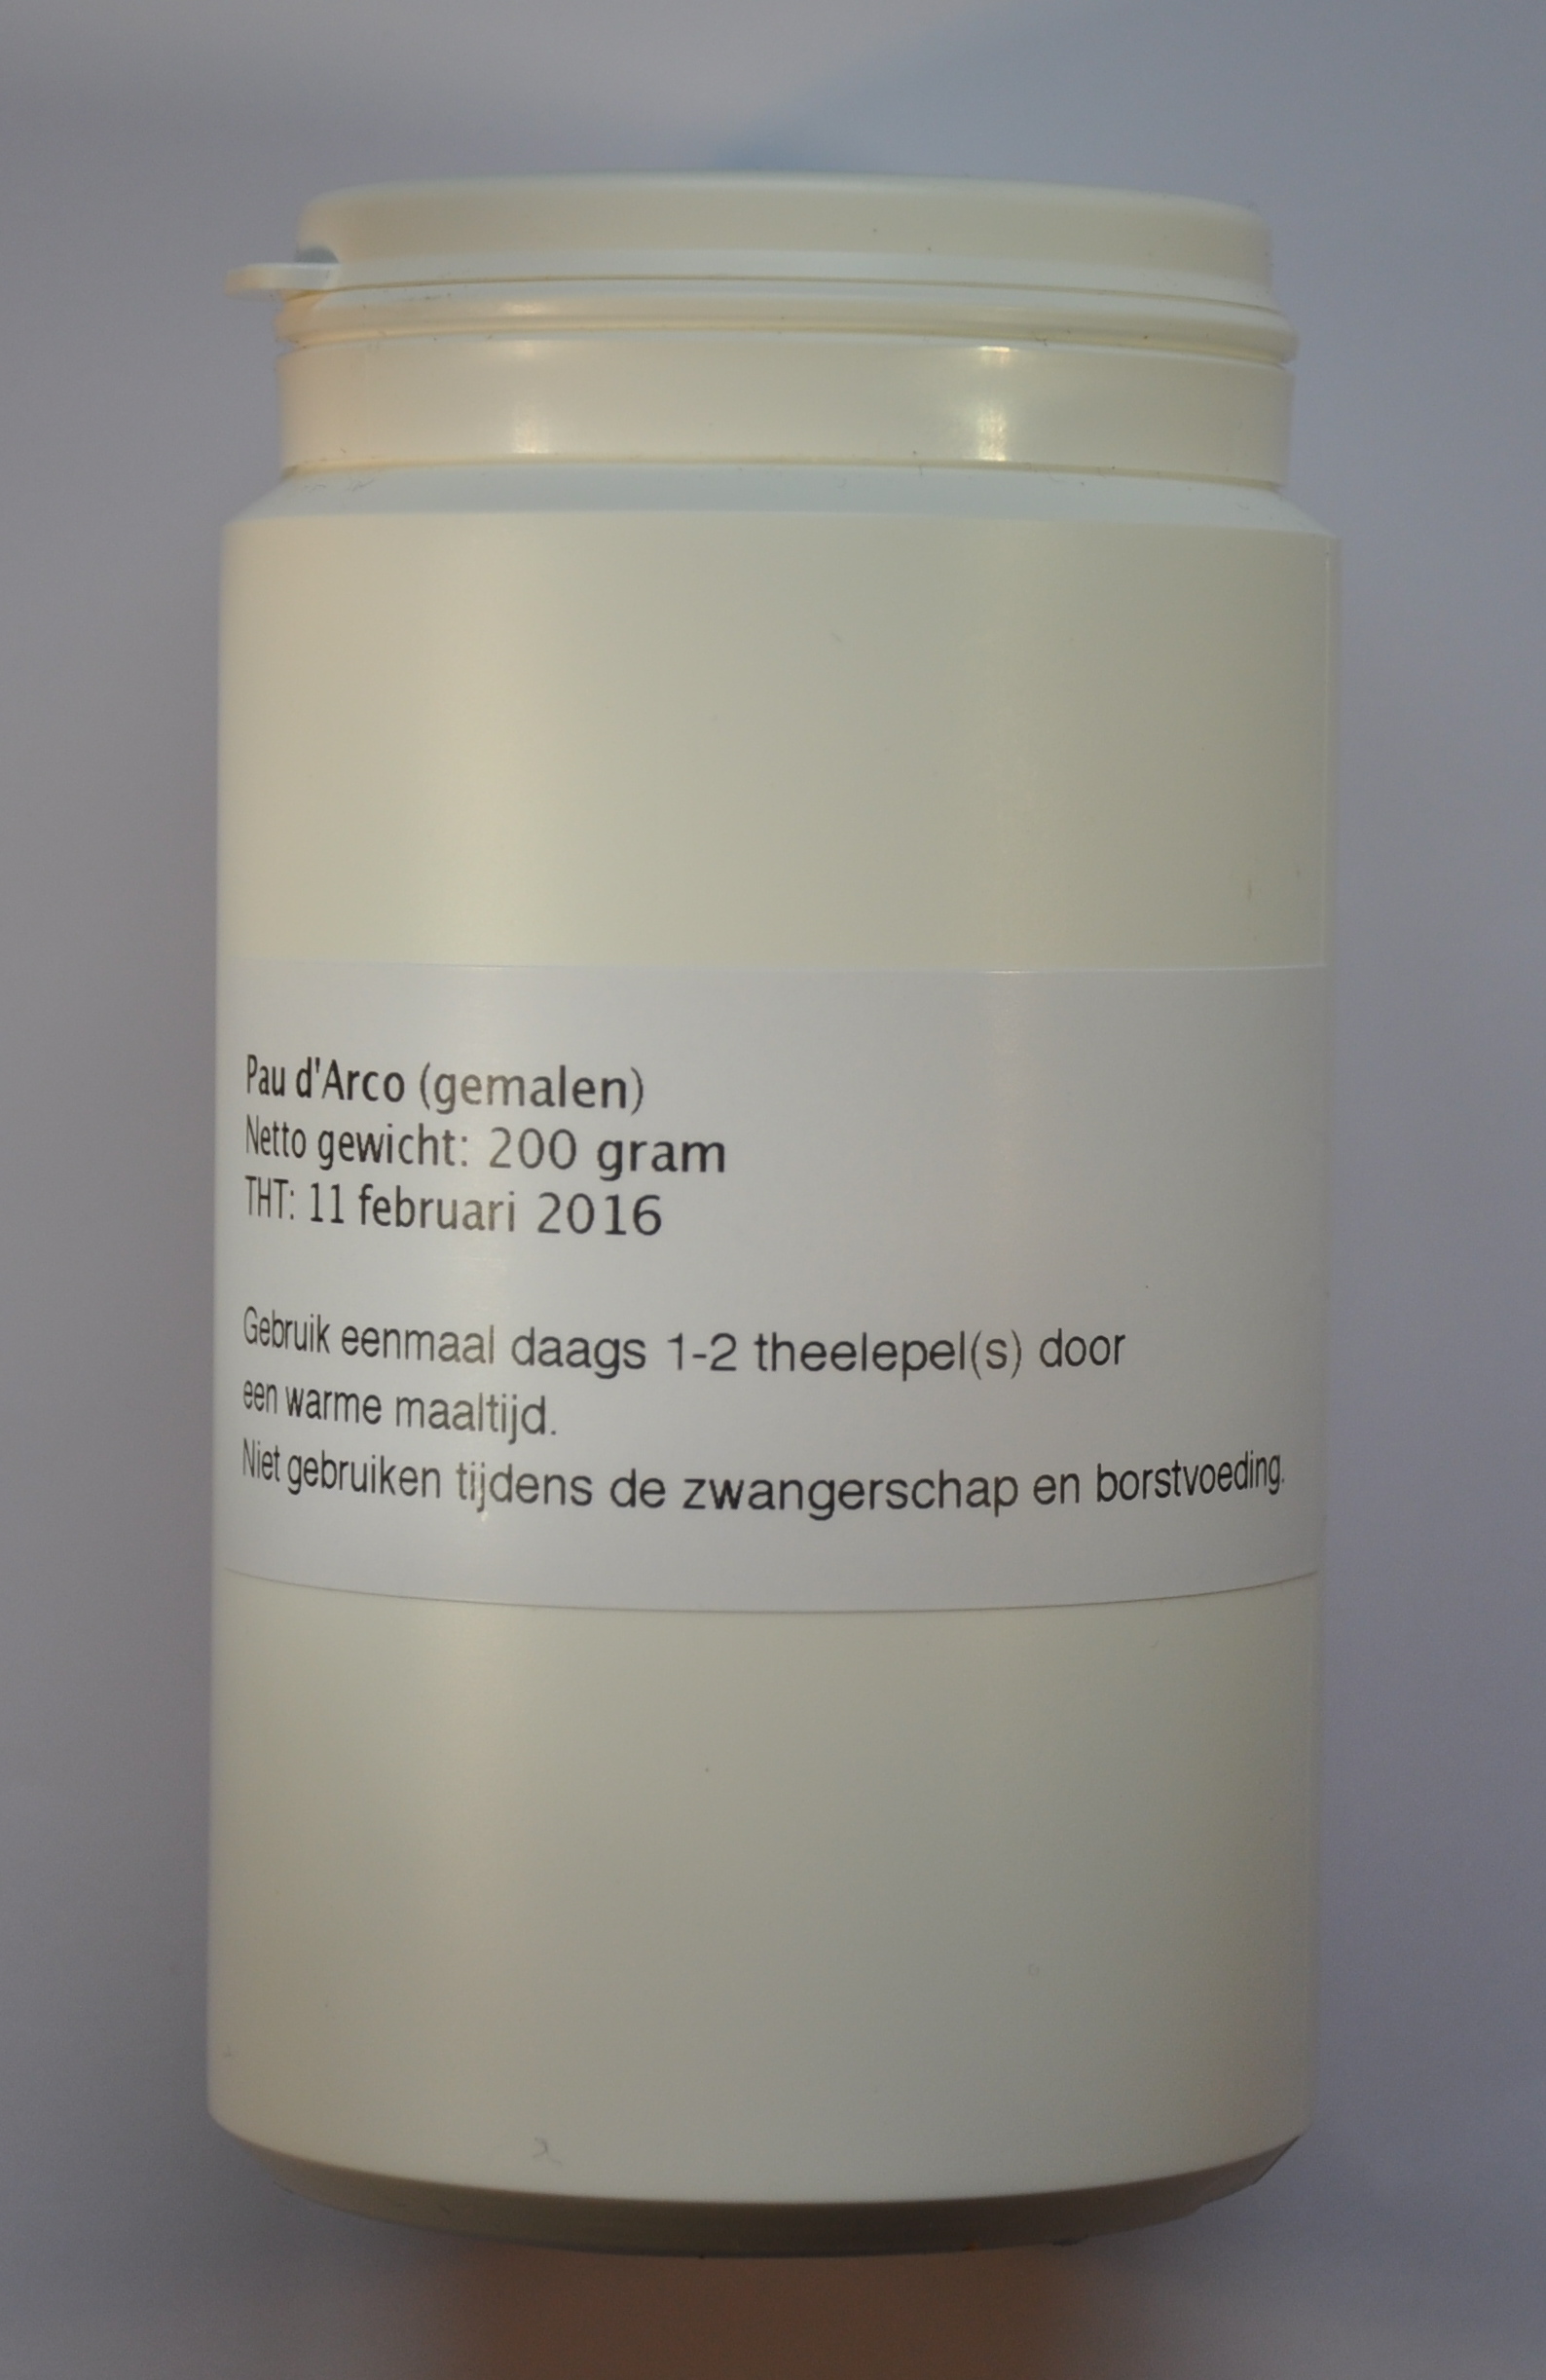 Pau d'Arco (gemalen)
Netto gewicht: 200 gram
THT: 11 februari 2016
Gebruik eenmaal daags 1-2 theelepel(s) door
een warme maaltijd.
Niet gebruiken tijdens de zwangerschap en borstvoeding.